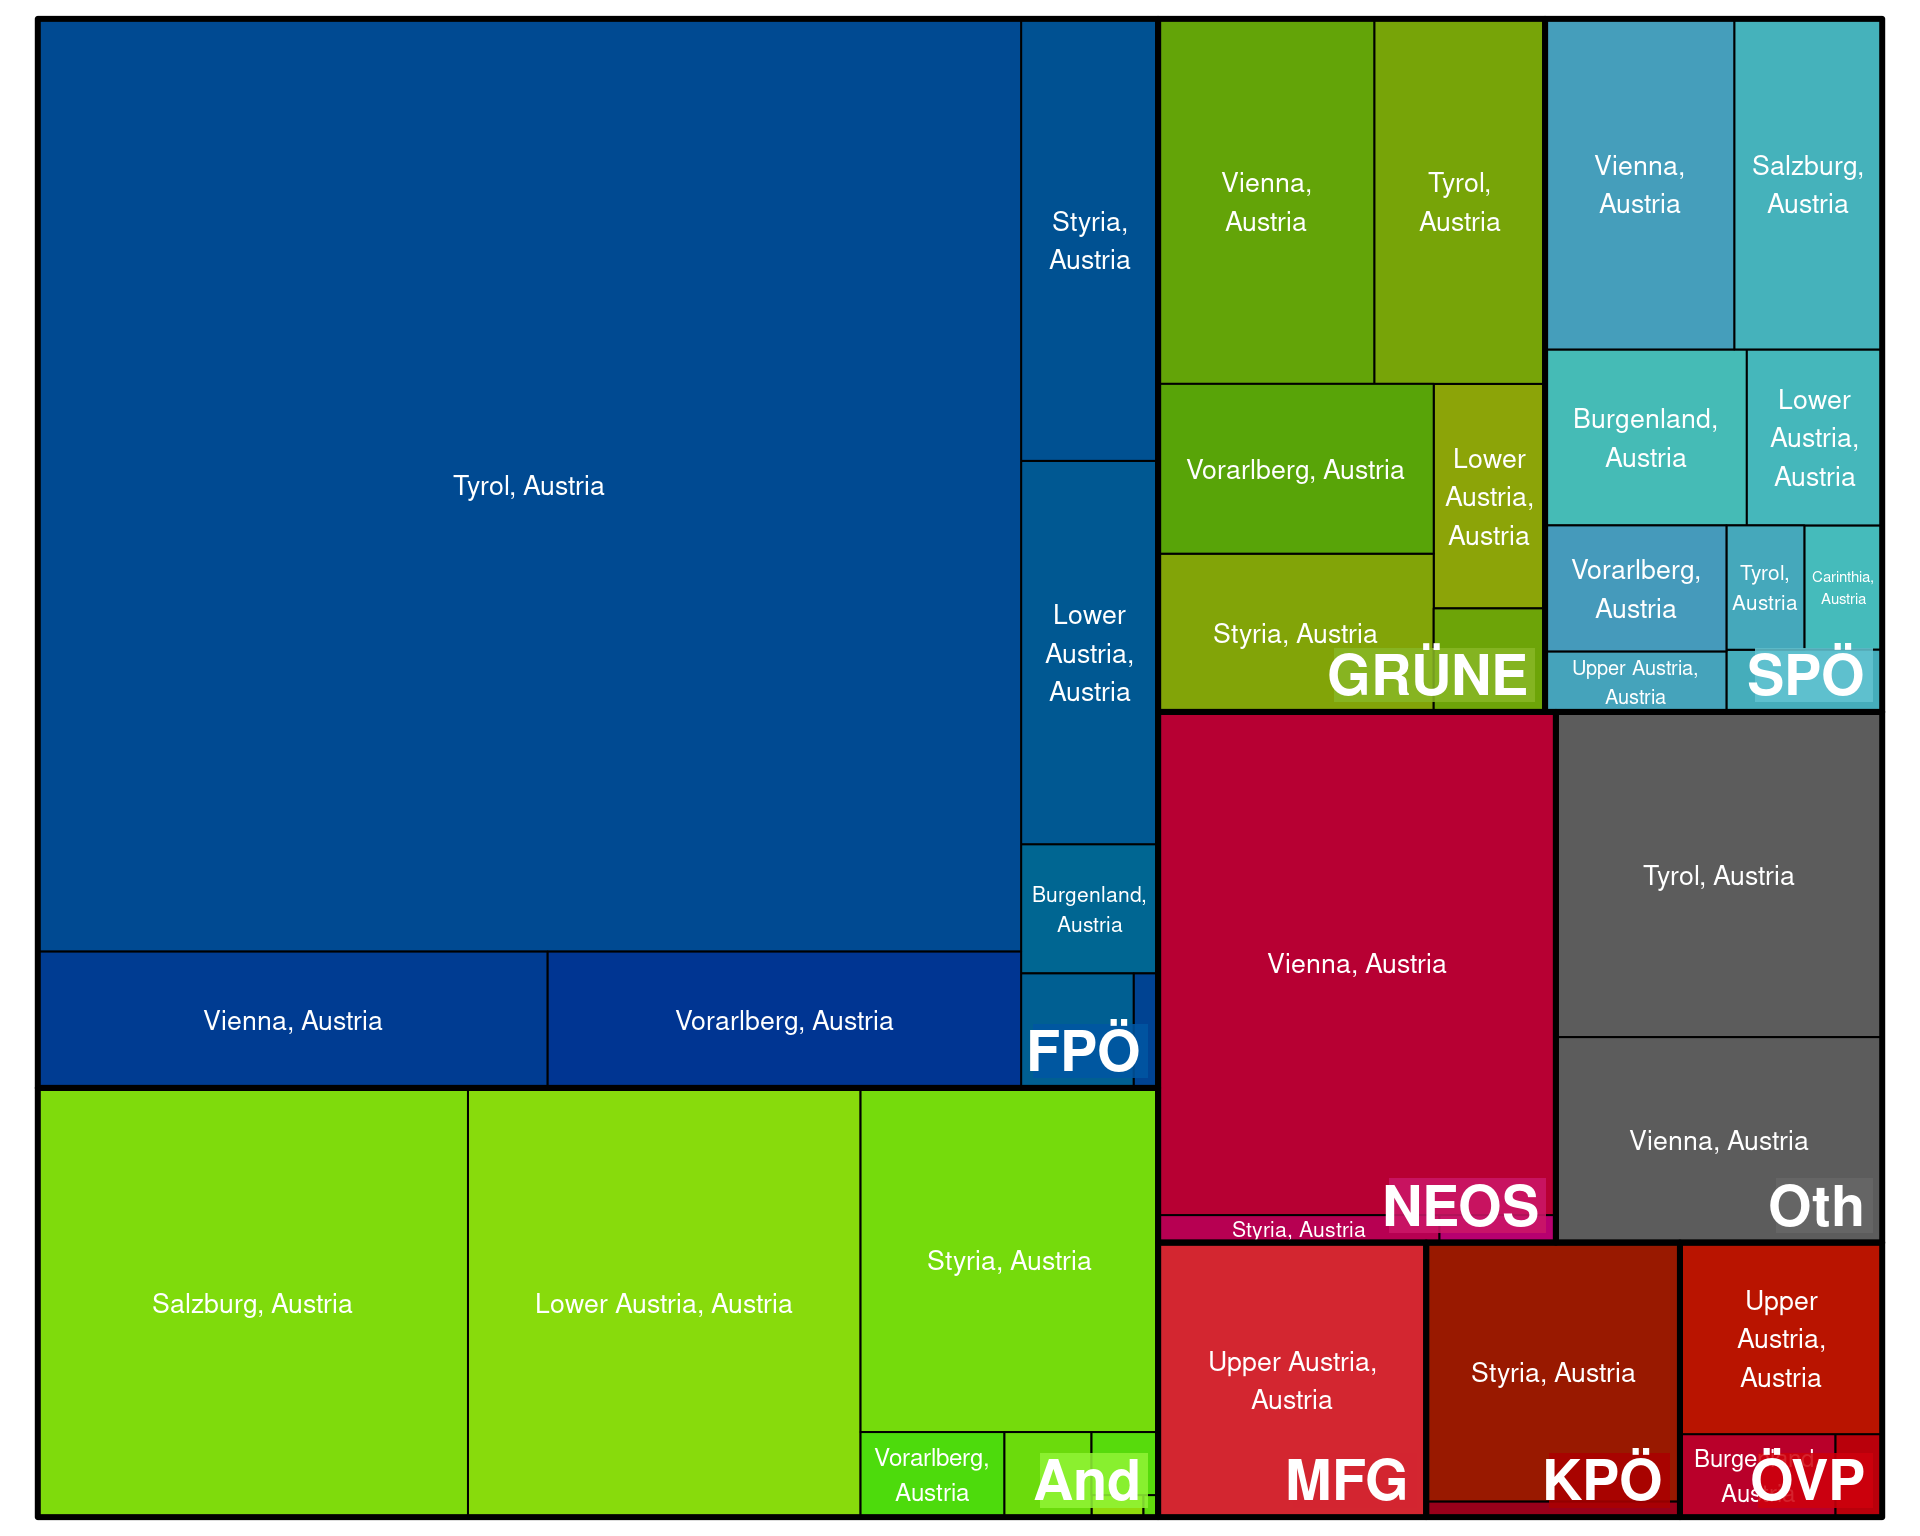 Tyrol, Austria
Styria,
Austria
Lower
Austria,
Austria
Burgenland,
Austria
Vienna, Austria
Vorarlberg, Austria
FPÖ
Salzburg, Austria
Lower Austria, Austria
Styria, Austria
Vorarlberg,
Austria
And
Vienna,
Austria
Tyrol,
Austria
Vorarlberg, Austria
Lower
Austria,
Austria
Styria, Austria
GRÜNE
Vienna,
Austria
Salzburg,
Austria
Burgenland,
Austria
Lower
Austria,
Austria
Vorarlberg,
Austria
Tyrol,
Austria
Carinthia,
Austria
Upper Austria,
Austria
SPÖ
Vienna, Austria
Styria, Austria
NEOS
Tyrol, Austria
Vienna, Austria
Oth
Upper Austria,
Austria
MFG
Styria, Austria
KPÖ
Upper
Austria,
Austria
Burgenland,
Austria
ÖVP